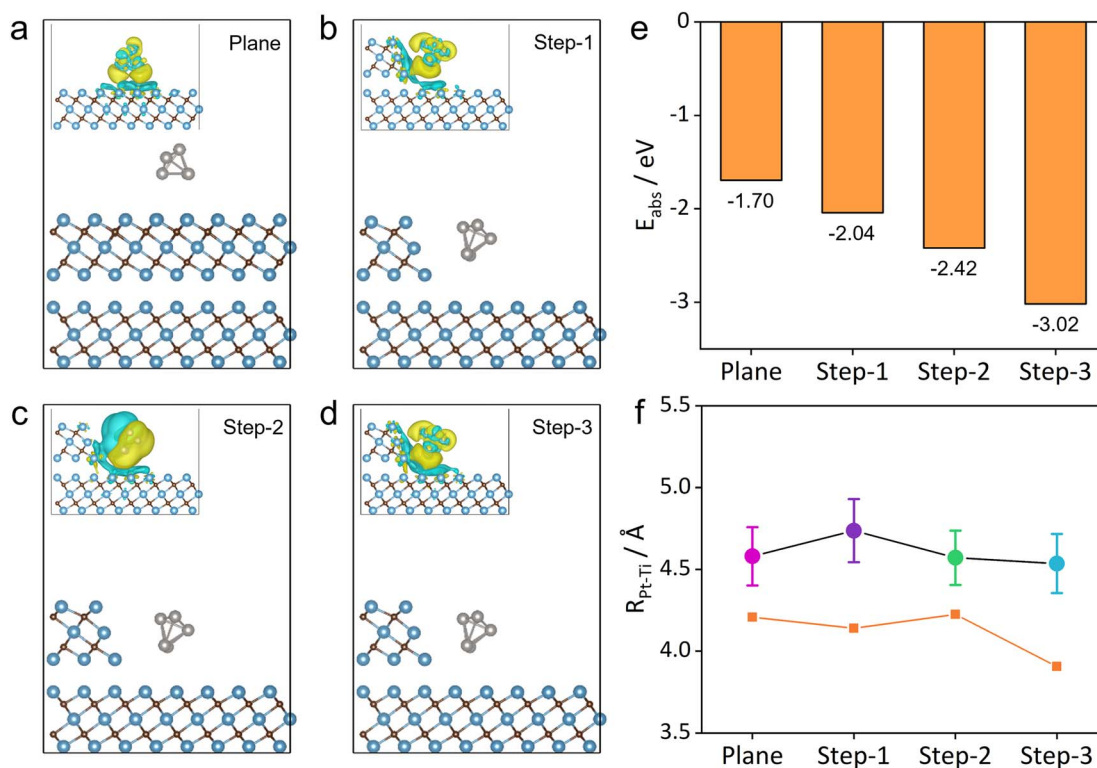 a
Plane
b
Step-1
c
Step-2
d
Step-3
e
0
-1
-2
-3
E_abs / eV
-1.70
-2.04
-2.42
-3.02
Plane Step-1 Step-2 Step-3
f
5.5
5.0
4.5
4.0
3.5
R_Pt-Ti / Å
Plane Step-1 Step-2 Step-3